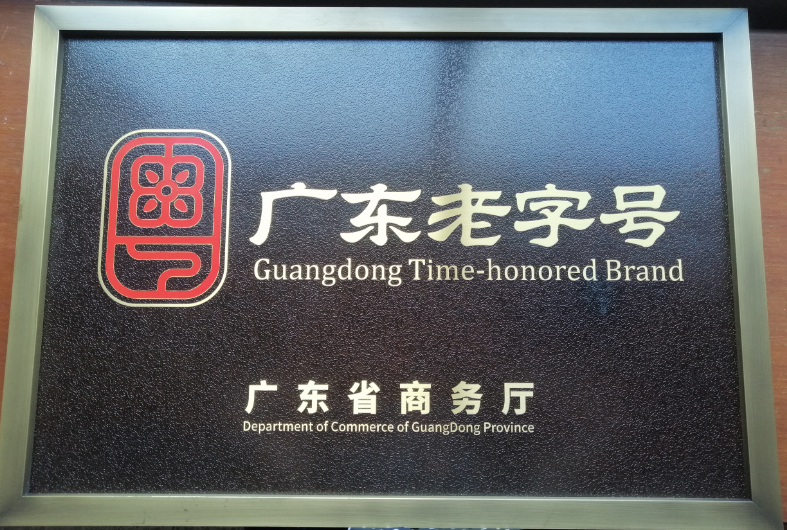 广东老字号
Guangdong Time-honored Brand
广东省商务厅
Department of Commerce of GuangDong Province